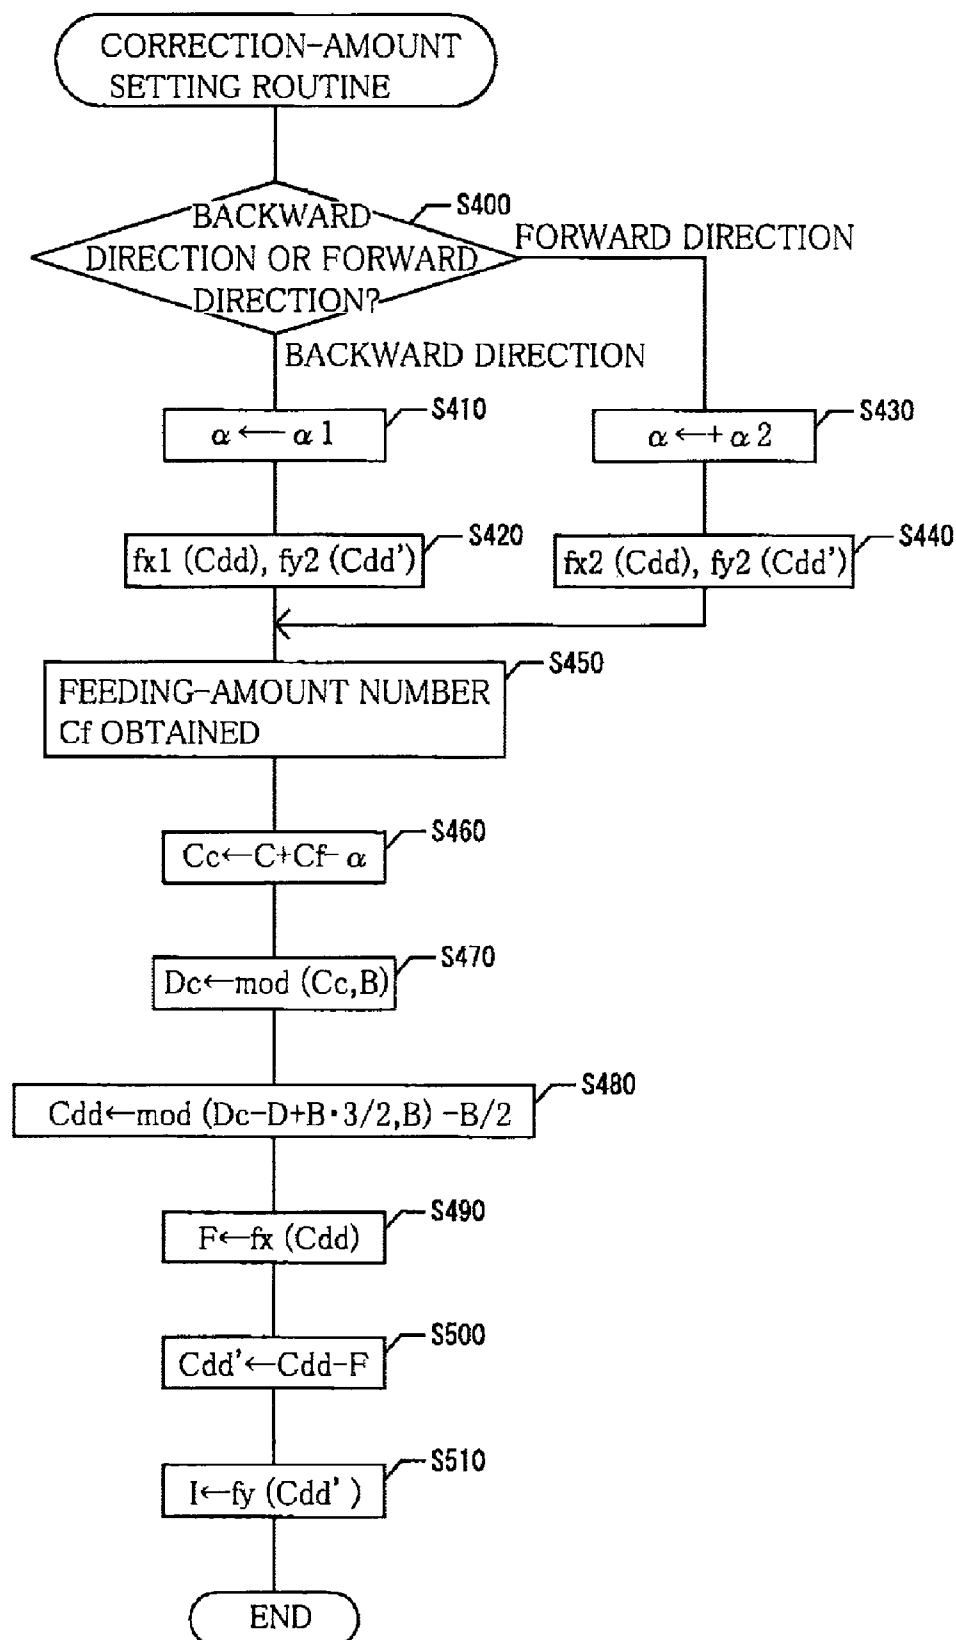 CORRECTION-AMOUNT
SETTING ROUTINE
S400
BACKWARD
DIRECTION OR FORWARD
DIRECTION?
FORWARD DIRECTION
BACKWARD DIRECTION
S410
α←− α1
S430
α←+ α2
S420
fx1 (Cdd), fy2 (Cdd')
S440
fx2 (Cdd), fy2 (Cdd')
S450
FEEDING-AMOUNT NUMBER
Cf OBTAINED
S460
Cc←C+Cf- α
S470
Dc←mod (Cc,B)
S480
Cdd←mod (Dc-D+B·3/2,B) -B/2
S490
F←fx (Cdd)
S500
Cdd'←Cdd-F
S510
I←fy (Cdd')
END